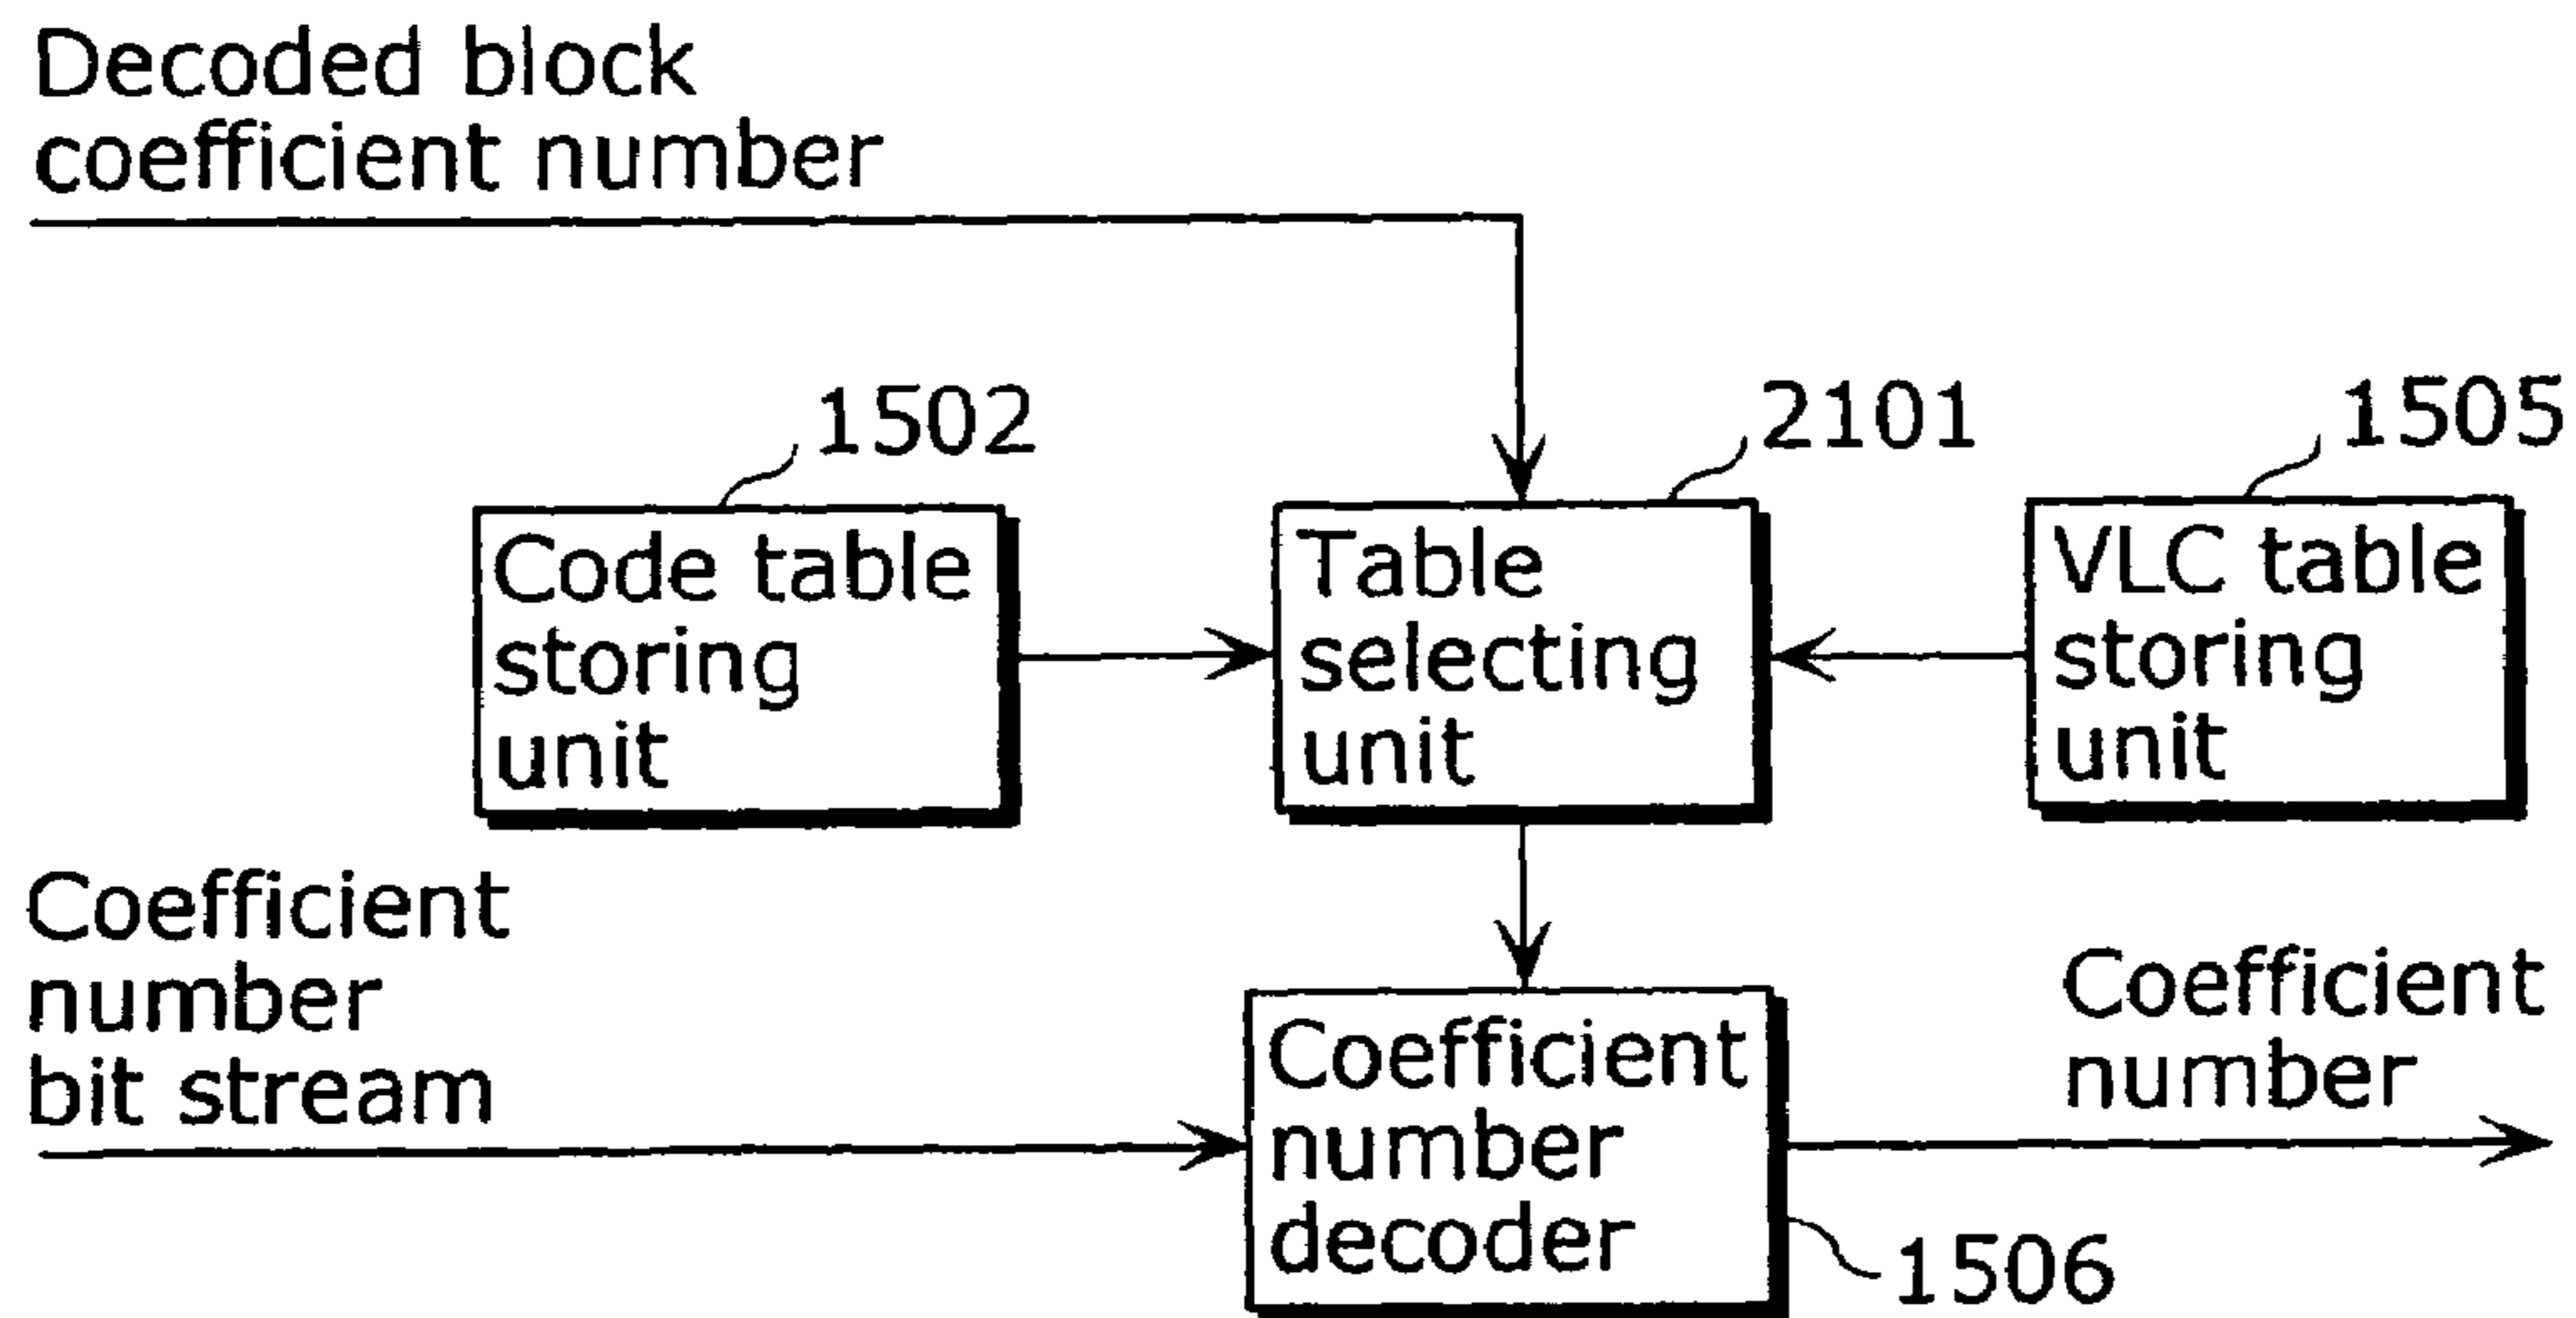 Decoded block
coefficient number
1502
2101
1505
Code table
storing
unit
Table
selecting
unit
VLC table
storing
unit
Coefficient
number
bit stream
Coefficient
number
decoder
Coefficient
number
1506